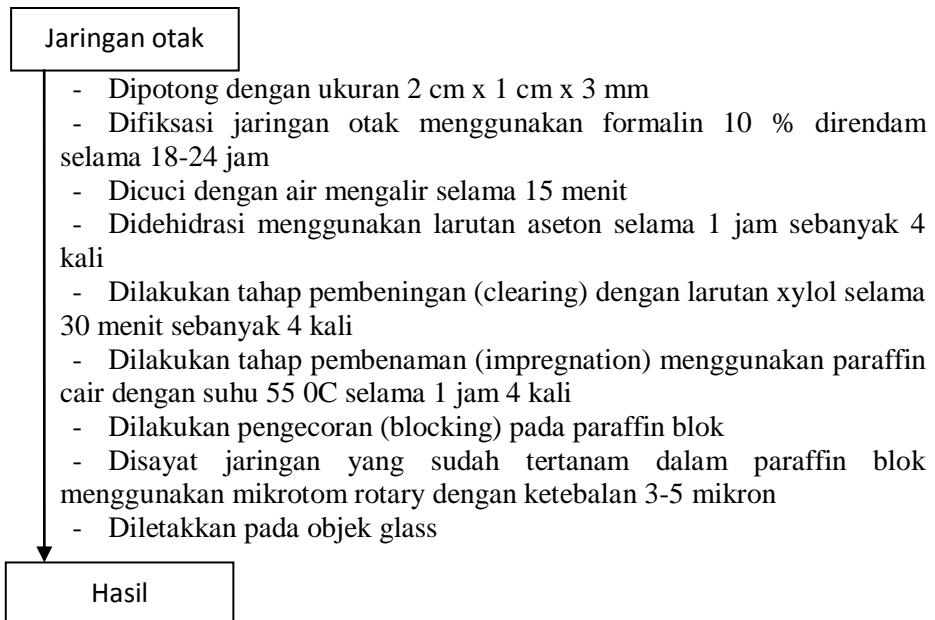 Jaringan otak
- Dipotong dengan ukuran 2 cm x 1 cm x 3 mm
- Difiksasi jaringan otak menggunakan formalin 10 % direndam
selama 18-24 jam
- Dicuci dengan air mengalir selama 15 menit
- Didehidrasi menggunakan larutan aseton selama 1 jam sebanyak 4
kali
- Dilakukan tahap pembeningan (clearing) dengan larutan xylol selama
30 menit sebanyak 4 kali
- Dilakukan tahap pembenaman (impregnation) menggunakan paraffin
cair dengan suhu 55 0C selama 1 jam 4 kali
- Dilakukan pengecoran (blocking) pada paraffin blok
- Disayat jaringan yang sudah tertanam dalam paraffin blok
menggunakan mikrotom rotary dengan ketebalan 3-5 mikron
- Diletakkan pada objek glass
Hasil